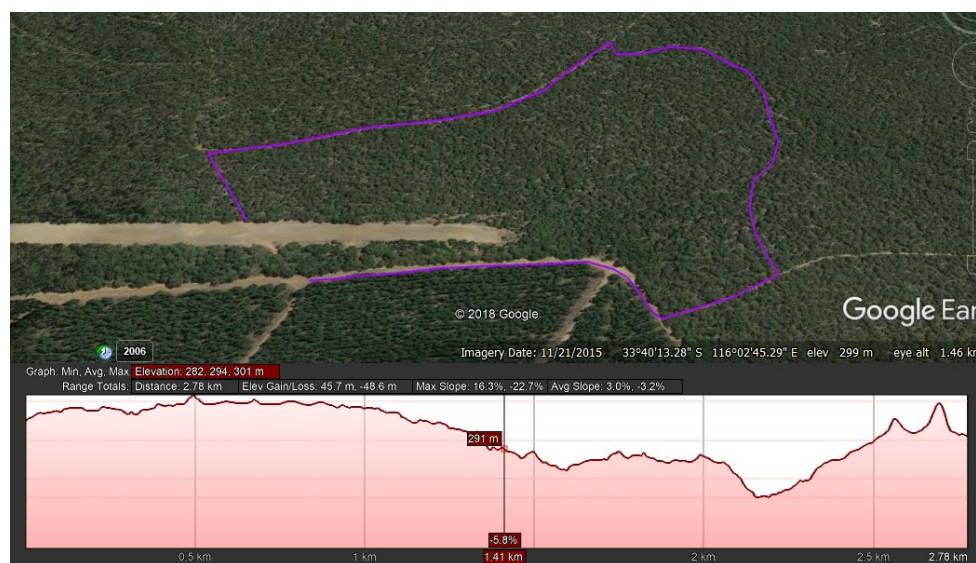 Google Ear
© 2018 Google
2006
Imagery Date: 11/21/2015 33°40'13.28" S 116°02'45.29" E elev 299 m eye alt 1.46 km
Graph: Min, Avg, Max Elevation: 282, 294, 301 m
Range Totals: Distance: 2.78 km Elev Gain/Loss: 45.7 m, -48.6 m Max Slope: 16.3%, -22.7% Avg Slope: 3.0%, -3.2%
291 m
-5.8%
0.5 km 1 km 1.41 km 2 km 2.5 km 2.78 km